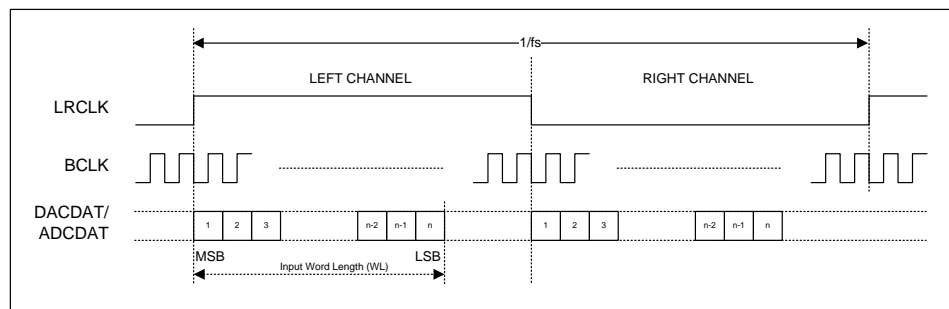 1/fs
LEFT CHANNEL RIGHT CHANNEL
LRCLK
BCLK
DACDAT/
ADCDAT
1 2 3 n-2 n-1 n 1 2 3 n-2 n-1 n
MSB LSB
Input Word Length (WL)